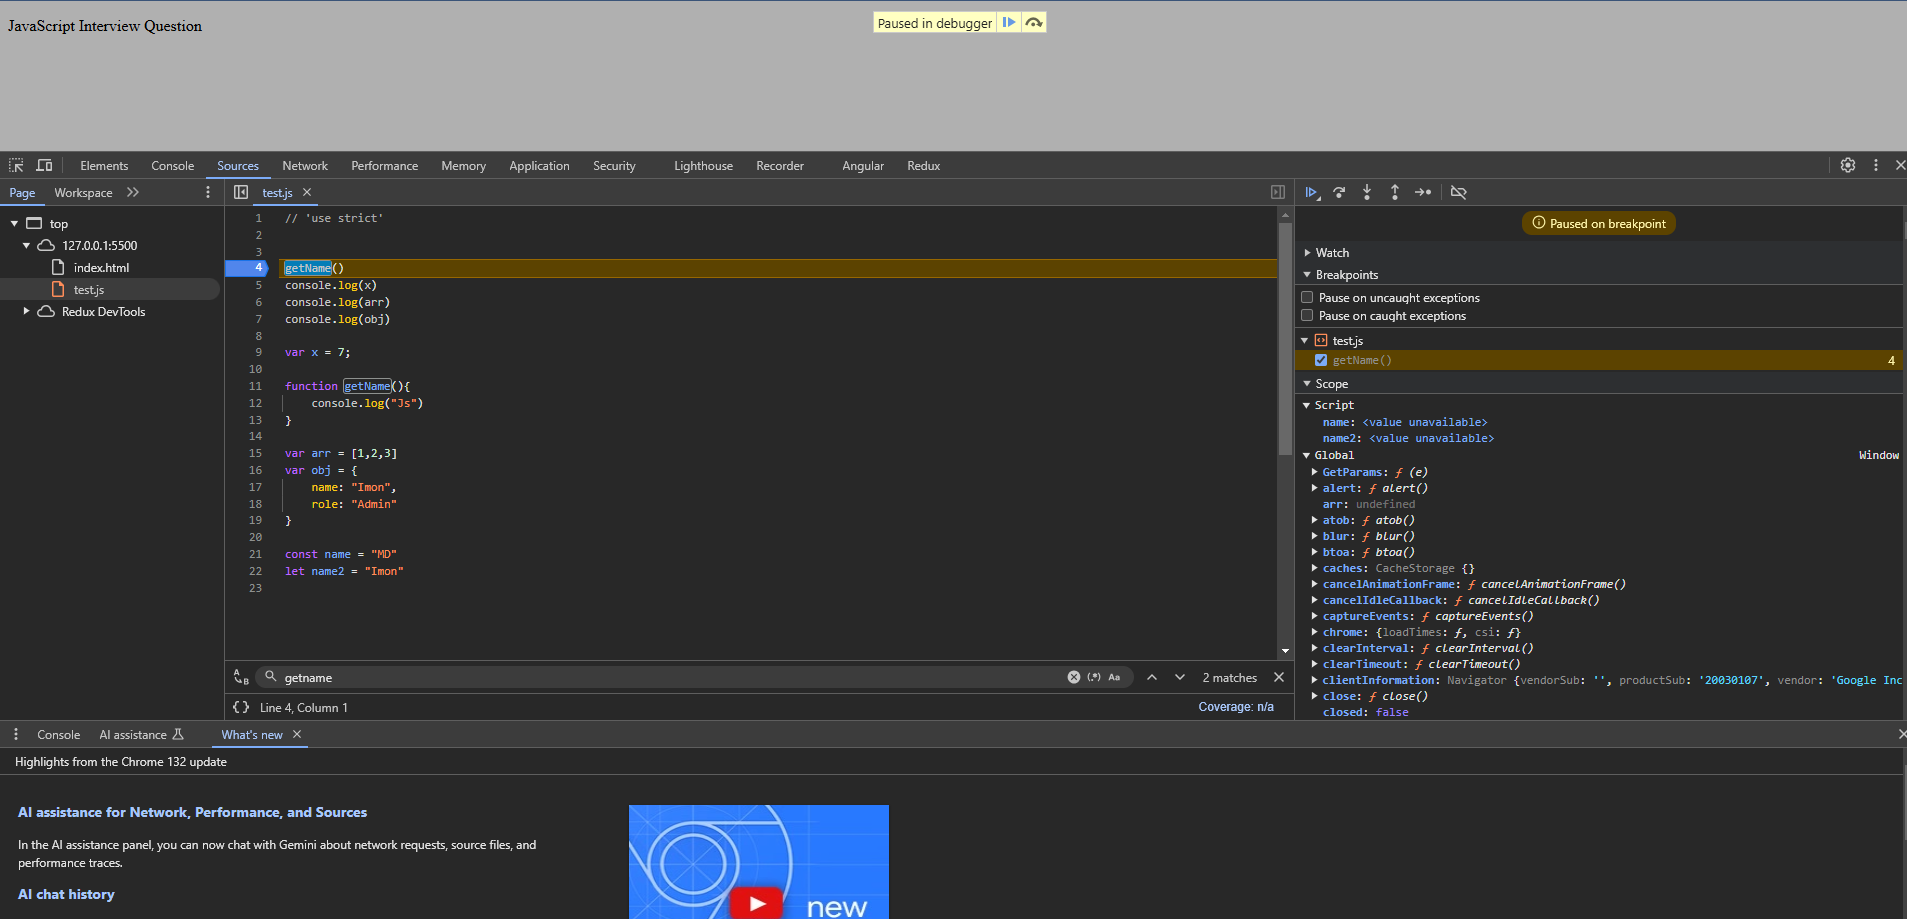 JavaScript Interview Question
Paused in debugger
Elements Console Sources Network Performance Memory Application Security Lighthouse Recorder Angular Redux
Page Workspace
test.js
top
127.0.0.1:5500
index.html
test.js
Redux DevTools
1 // 'use strict'
2
3
4 getName()
5 console.log(x)
6 console.log(arr)
7 console.log(obj)
8
9 var x = 7;
10
11 function getName(){
12 console.log("Js")
13 }
14
15 var arr = [1,2,3]
16 var obj = {
17 name: "Imon",
18 role: "Admin"
19 }
20
21 const name = "MD"
22 let name2 = "Imon"
23
getname
(.*) Aa
2 matches
{} Line 4, Column 1
Coverage: n/a
Paused on breakpoint
Watch
Breakpoints
Pause on uncaught exceptions
Pause on caught exceptions
test.js
getName() 4
Scope
Script
name: <value unavailable>
name2: <value unavailable>
Global Window
GetParams: ƒ (e)
alert: ƒ alert()
arr: undefined
atob: ƒ atob()
blur: ƒ blur()
btoa: ƒ btoa()
caches: CacheStorage {}
cancelAnimationFrame: ƒ cancelAnimationFrame()
cancelIdleCallback: ƒ cancelIdleCallback()
captureEvents: ƒ captureEvents()
chrome: {loadTimes: ƒ, csi: ƒ}
clearInterval: ƒ clearInterval()
clearTimeout: ƒ clearTimeout()
clientInformation: Navigator {vendorSub: '', productSub: '20030107', vendor: 'Google Inc
close: ƒ close()
closed: false
Console AI assistance What's new
Highlights from the Chrome 132 update
AI assistance for Network, Performance, and Sources
In the AI assistance panel, you can now chat with Gemini about network requests, source files, and
performance traces.
AI chat history
new